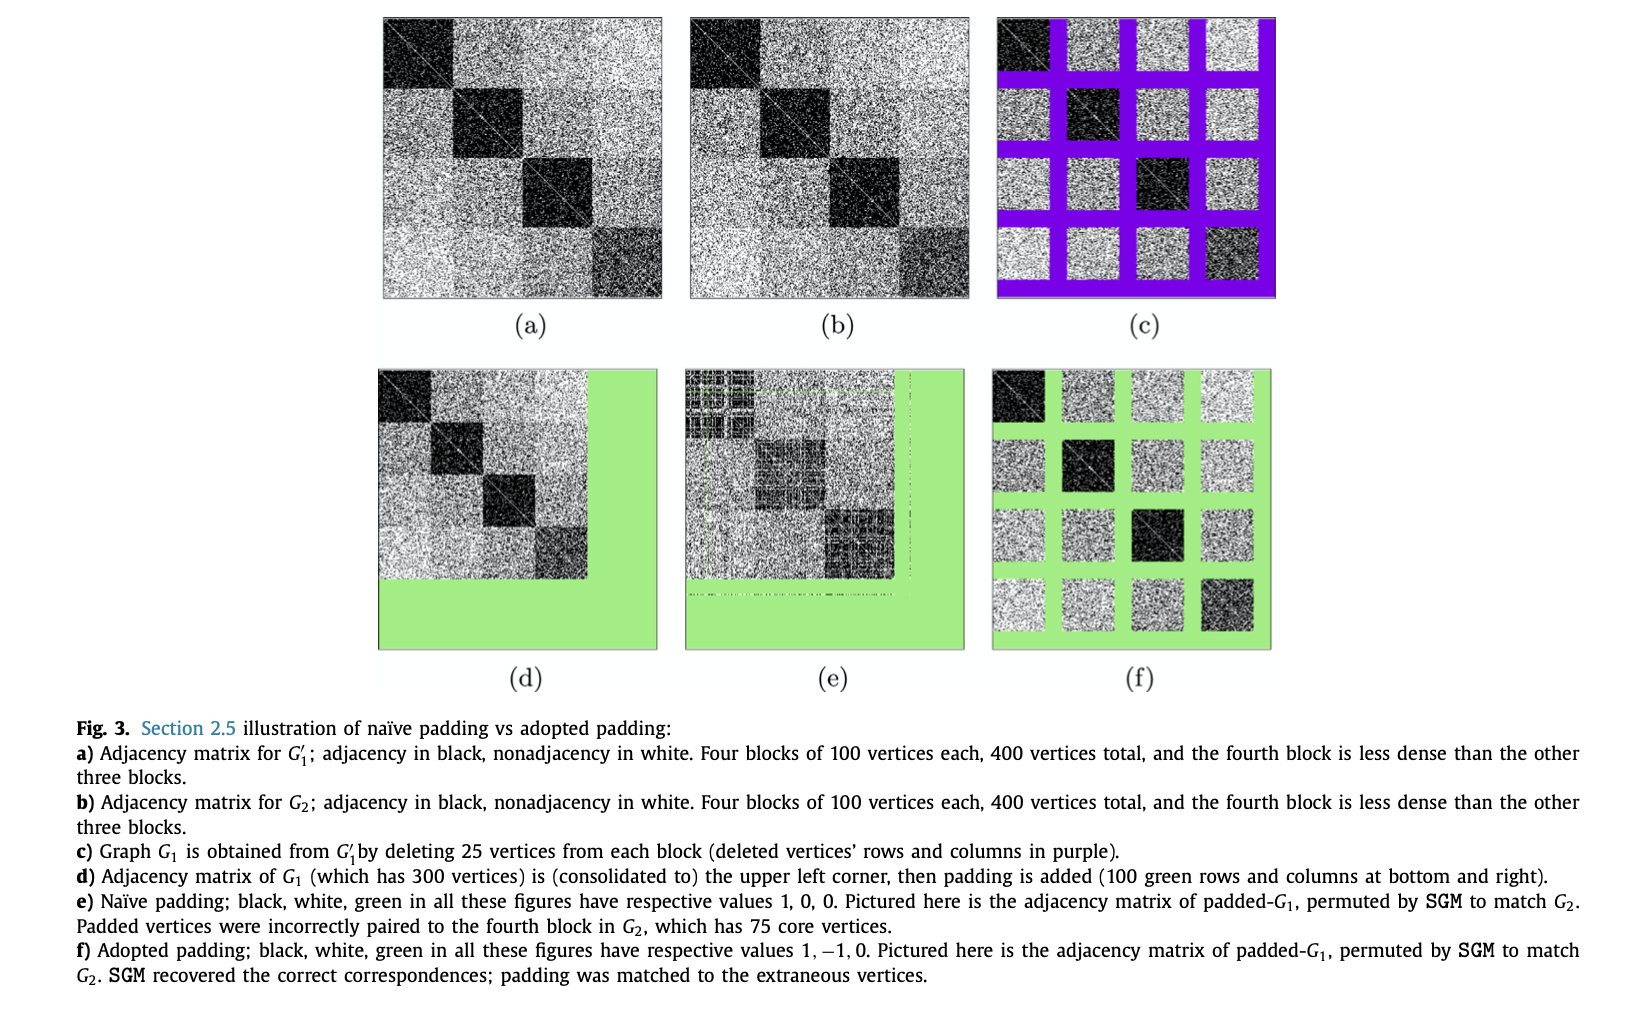 (a)
(b)
(c)
(d)
(e)
(f)
Fig. 3. Section 2.5 illustration of naïve padding vs adopted padding:
a) Adjacency matrix for G′₁; adjacency in black, nonadjacency in white. Four blocks of 100 vertices each, 400 vertices total, and the fourth block is less dense than the other
three blocks.
b) Adjacency matrix for G₂; adjacency in black, nonadjacency in white. Four blocks of 100 vertices each, 400 vertices total, and the fourth block is less dense than the other
three blocks.
c) Graph G₁ is obtained from G′₁ by deleting 25 vertices from each block (deleted vertices’ rows and columns in purple).
d) Adjacency matrix of G₁ (which has 300 vertices) is (consolidated to) the upper left corner, then padding is added (100 green rows and columns at bottom and right).
e) Naïve padding; black, white, green in all these figures have respective values 1, 0, 0. Pictured here is the adjacency matrix of padded-G₁, permuted by SGM to match G₂.
Padded vertices were incorrectly paired to the fourth block in G₂, which has 75 core vertices.
f) Adopted padding; black, white, green in all these figures have respective values 1, −1, 0. Pictured here is the adjacency matrix of padded-G₁, permuted by SGM to match
G₂. SGM recovered the correct correspondences; padding was matched to the extraneous vertices.